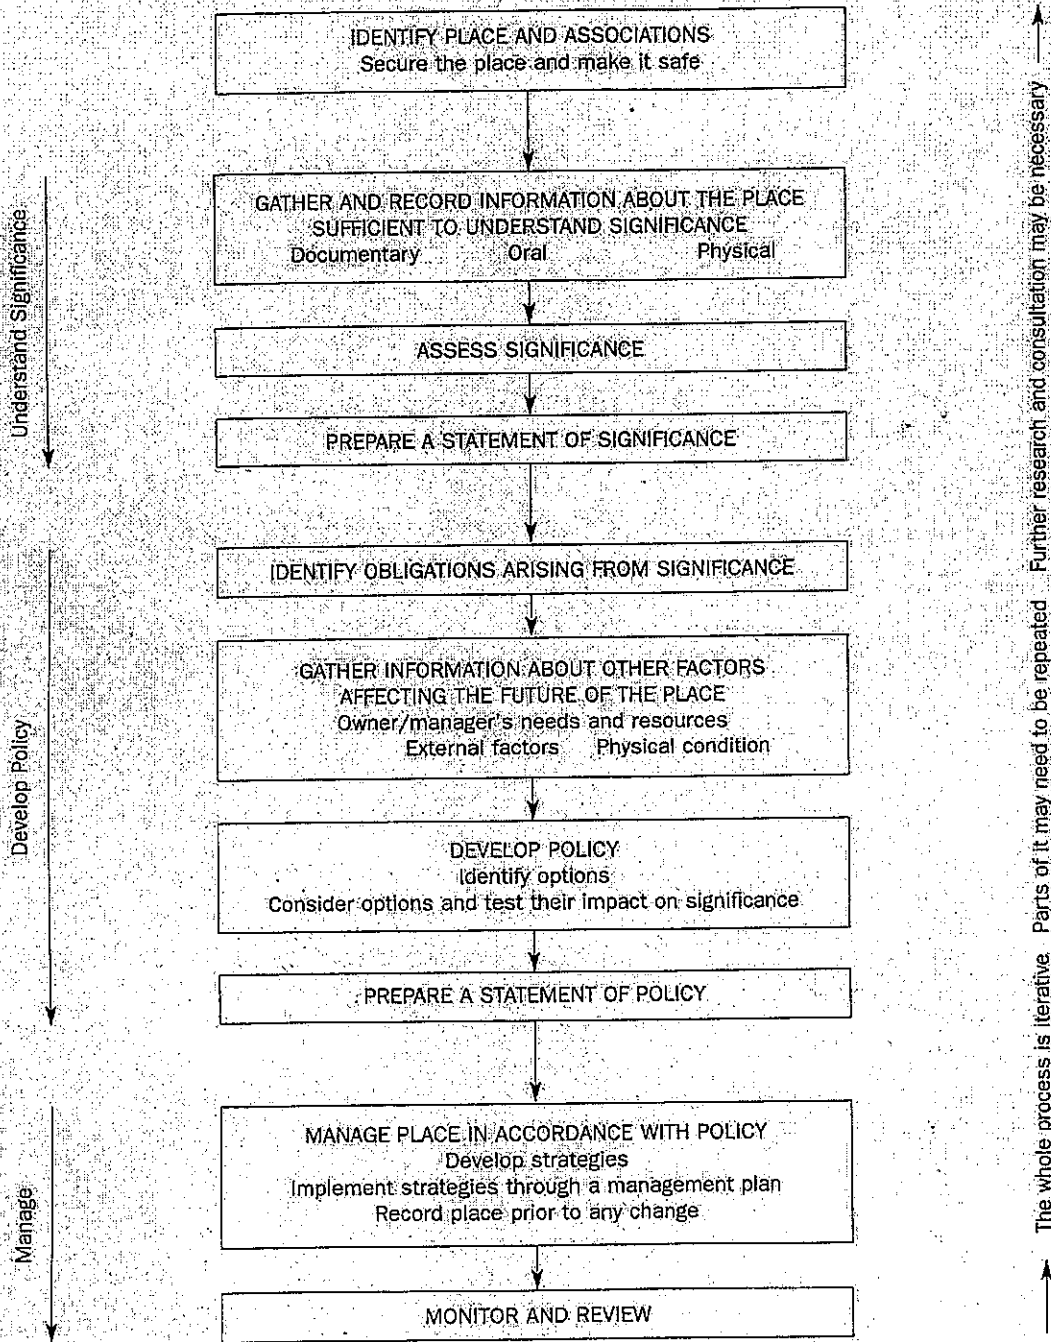 IDENTIFY PLACE AND ASSOCIATIONS
Secure the place and make it safe
GATHER AND RECORD INFORMATION ABOUT THE PLACE
SUFFICIENT TO UNDERSTAND SIGNIFICANCE
Documentary Oral Physical
ASSESS SIGNIFICANCE
PREPARE A STATEMENT OF SIGNIFICANCE
IDENTIFY OBLIGATIONS ARISING FROM SIGNIFICANCE
GATHER INFORMATION ABOUT OTHER FACTORS
AFFECTING THE FUTURE OF THE PLACE
Owner/manager's needs and resources
External factors Physical condition
DEVELOP POLICY
Identify options
Consider options and test their impact on significance
PREPARE A STATEMENT OF POLICY
MANAGE PLACE IN ACCORDANCE WITH POLICY
Develop strategies
Implement strategies through a management plan
Record place prior to any change
MONITOR AND REVIEW
Understand Significance
Develop Policy
Manage
The whole process is iterative Parts of it may need to be repeated Further research and consultation may be necessary